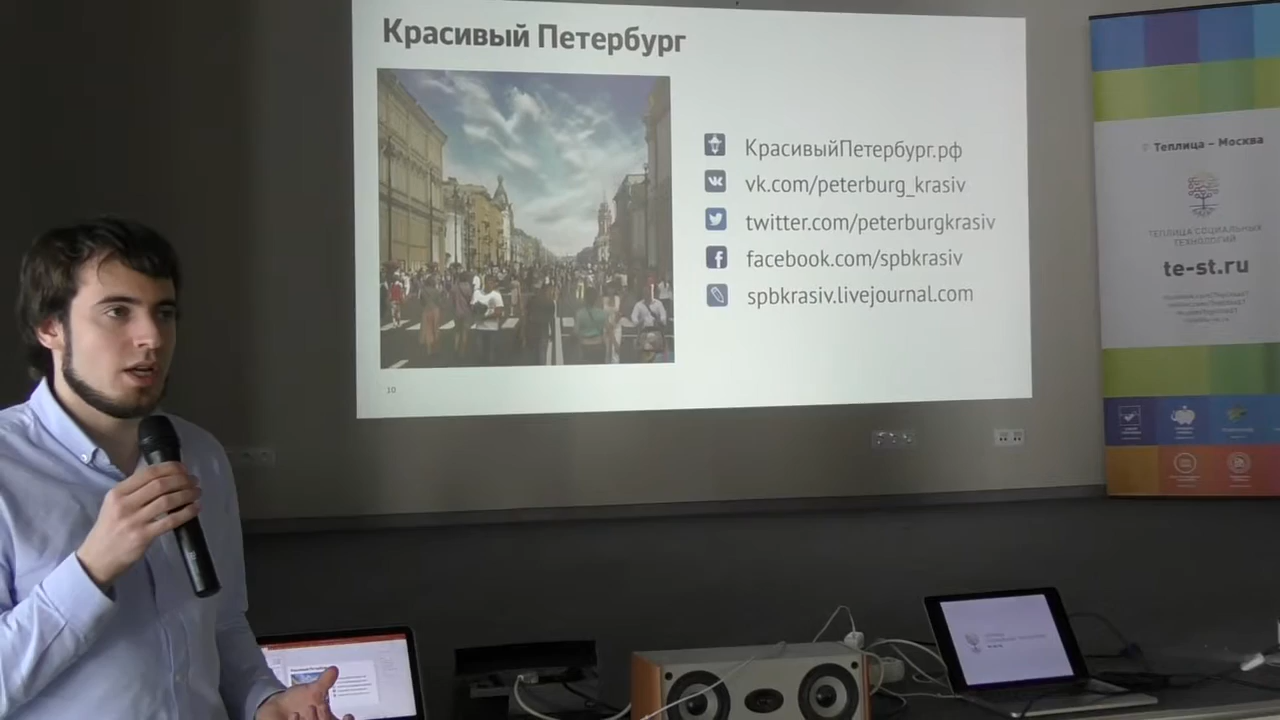 Красивый Петербург
КрасивыйПетербург.рф
vk.com/peterburg_krasiv
twitter.com/peterburgkrasiv
facebook.com/spbkrasiv
spbkrasiv.livejournal.com
10
Теплица – Москва
ТЕПЛИЦА СОЦИАЛЬНЫХ
ТЕХНОЛОГИЙ
te-st.ru